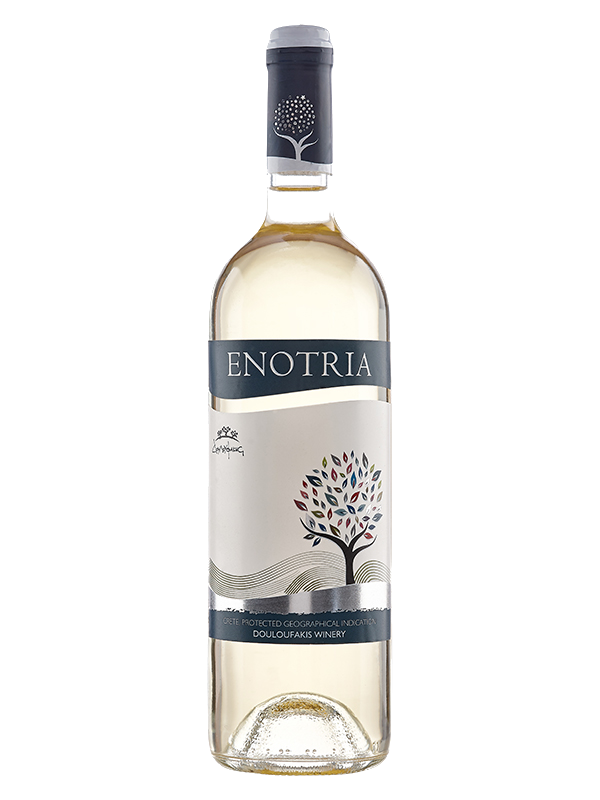 ENOTRIA
CRETE. PROTECTED GEOGRAPHICAL INDICATION
DOULOUFAKIS WINERY